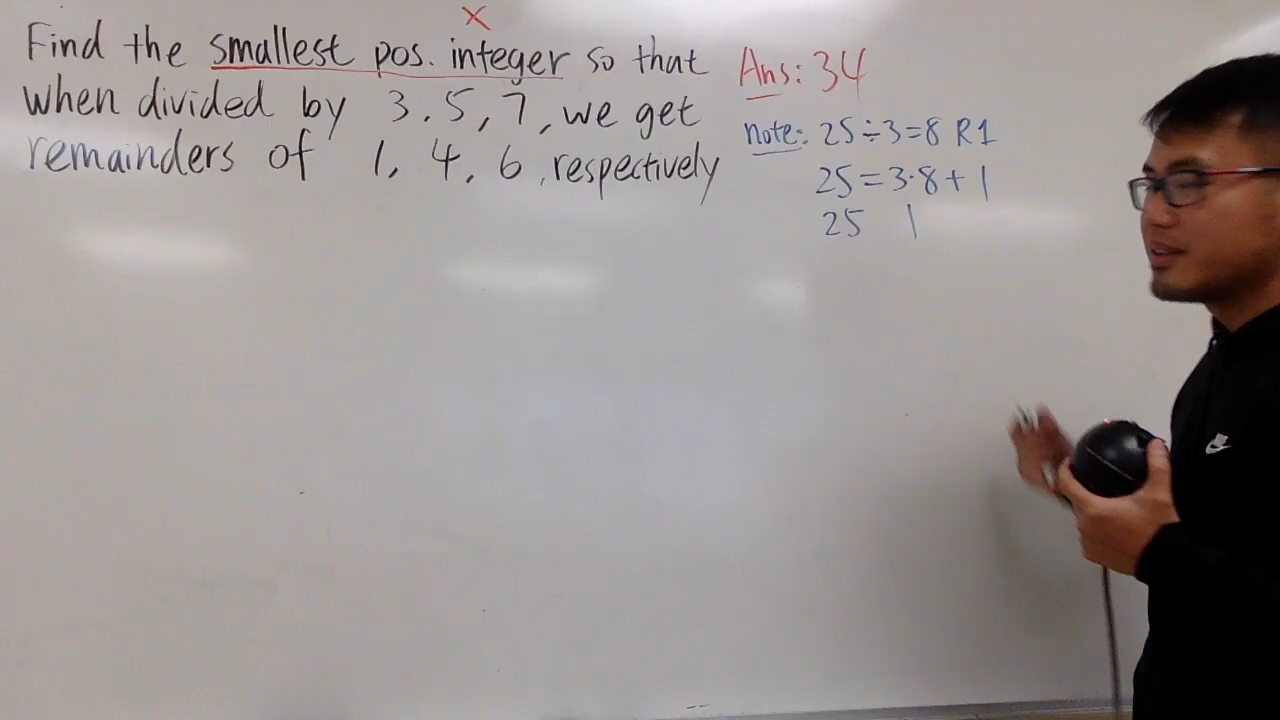 x
Find the smallest pos. integer so that
when divided by 3, 5, 7, we get
remainders of 1, 4, 6, respectively
Ans: 34
note: 25÷3=8 R1
25=3·8+1
25 1